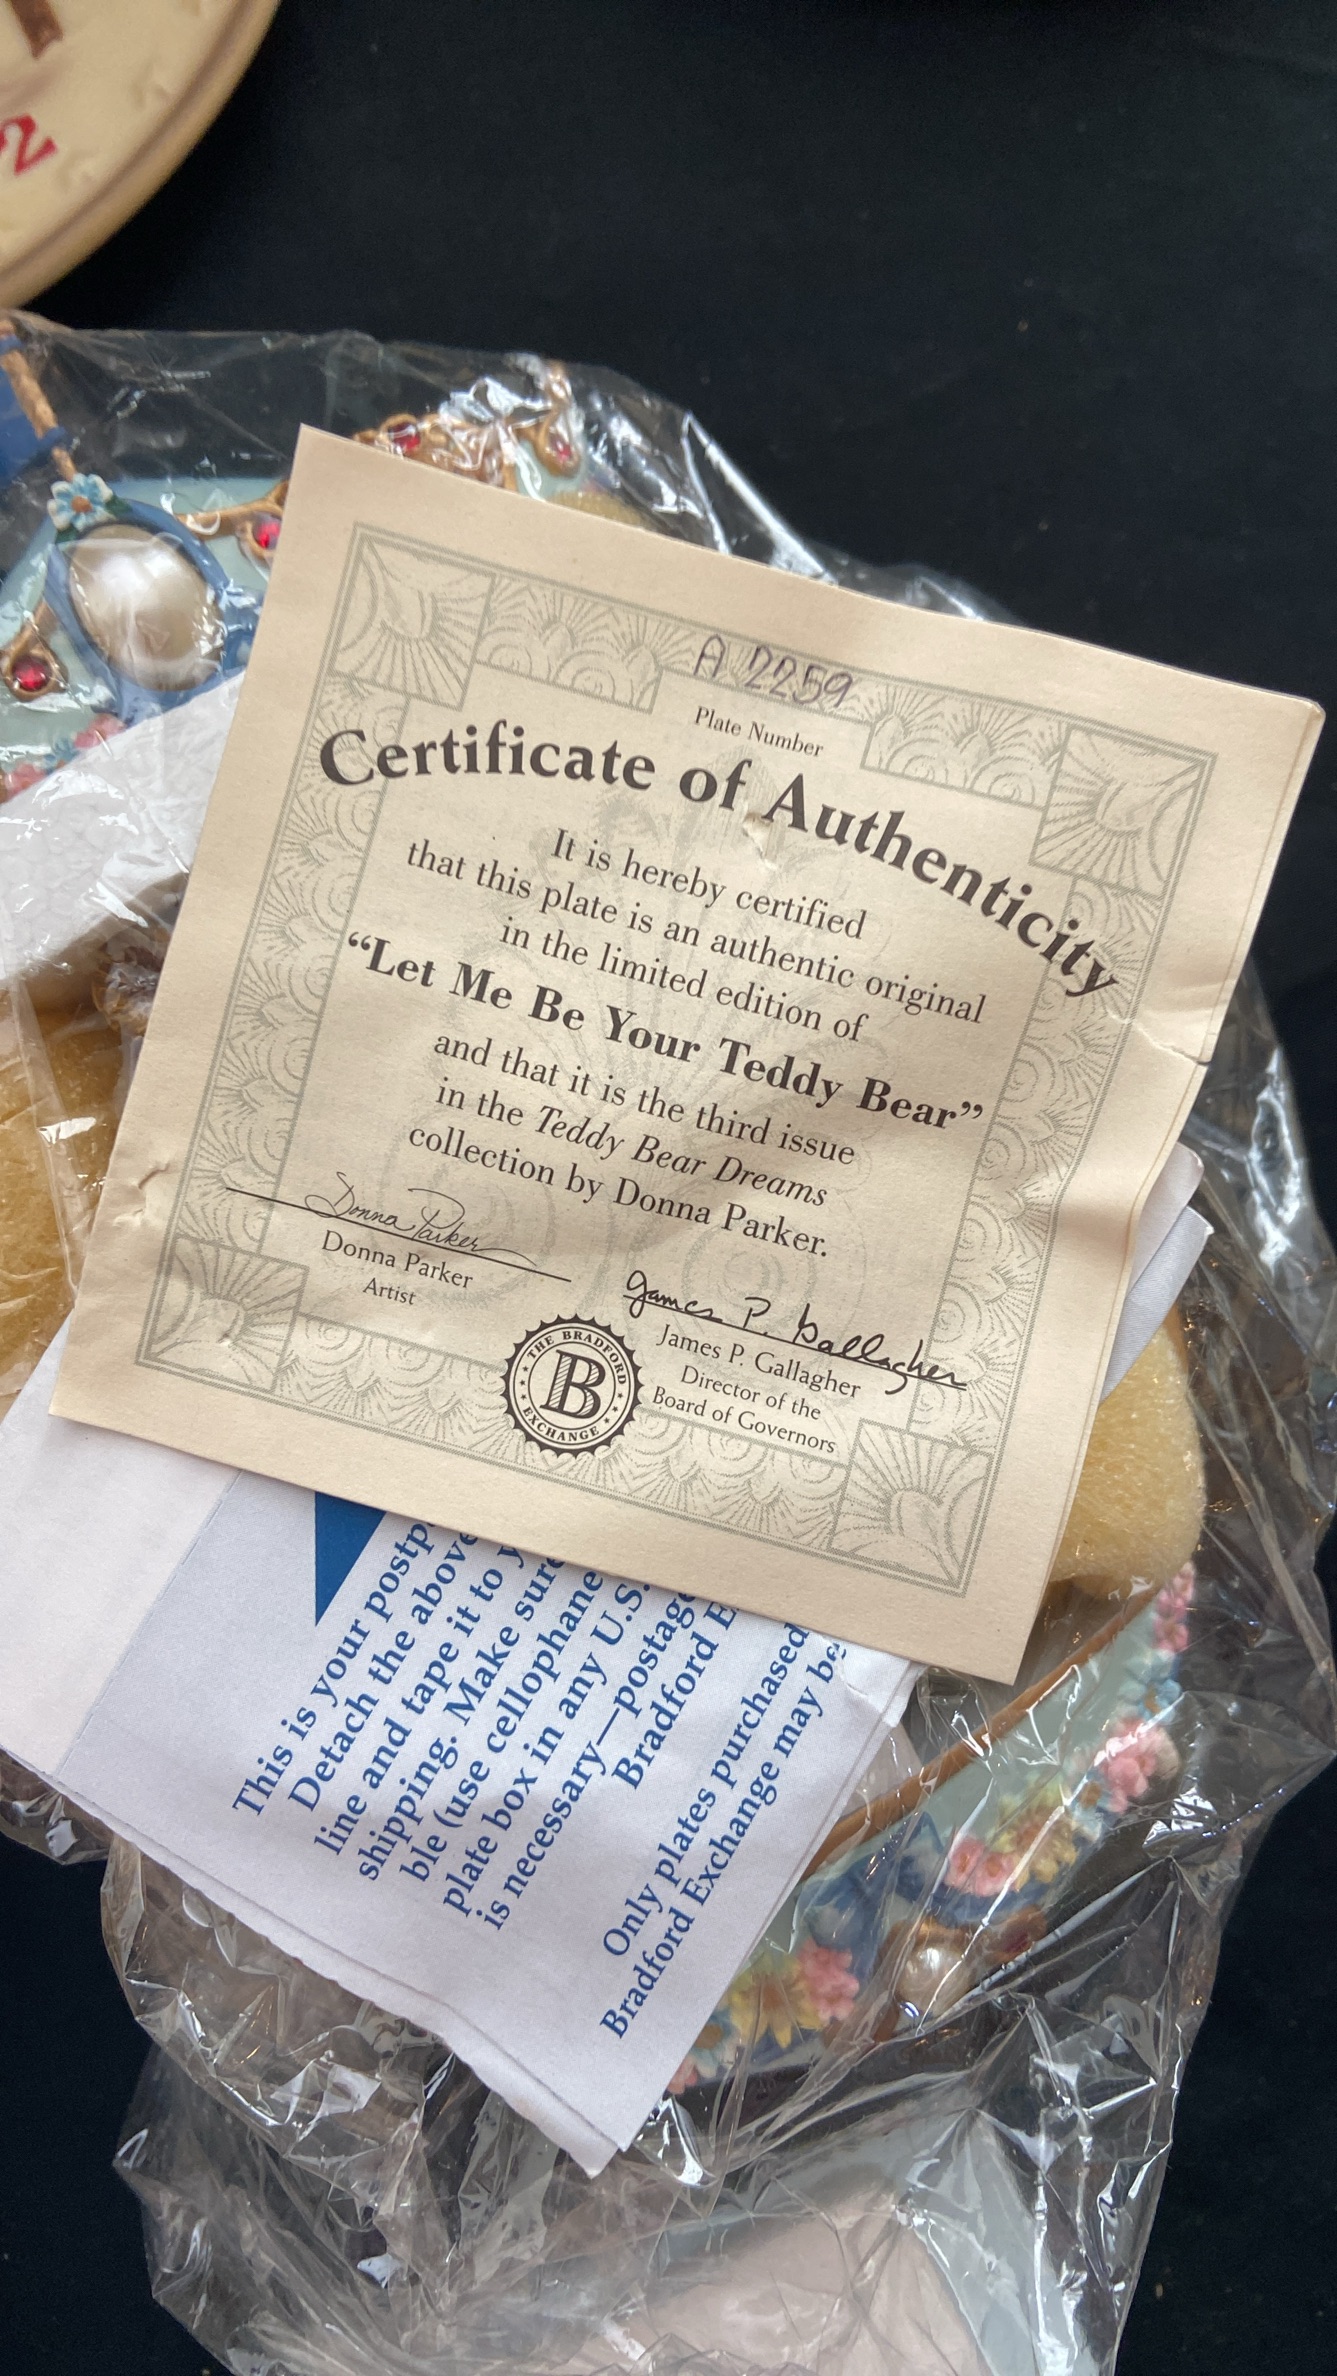 2
A 2259
Plate Number
Certificate of Authenticity
It is hereby certified
that this plate is an authentic original
in the limited edition of
“Let Me Be Your Teddy Bear”
and that it is the third issue
in the Teddy Bear Dreams
collection by Donna Parker.
Donna Parker
Donna Parker
Artist
James P. Gallagher
James P. Gallagher
Director of the
Board of Governors
THE BRADFORD
B
EXCHANGE
This is your
Detach the above
line and tape it to
shipping. Make sure
ble (use cellophane
plate box in any U.S.
is necessary—postage
Bradford
Only plates purchased
Bradford Exchange may